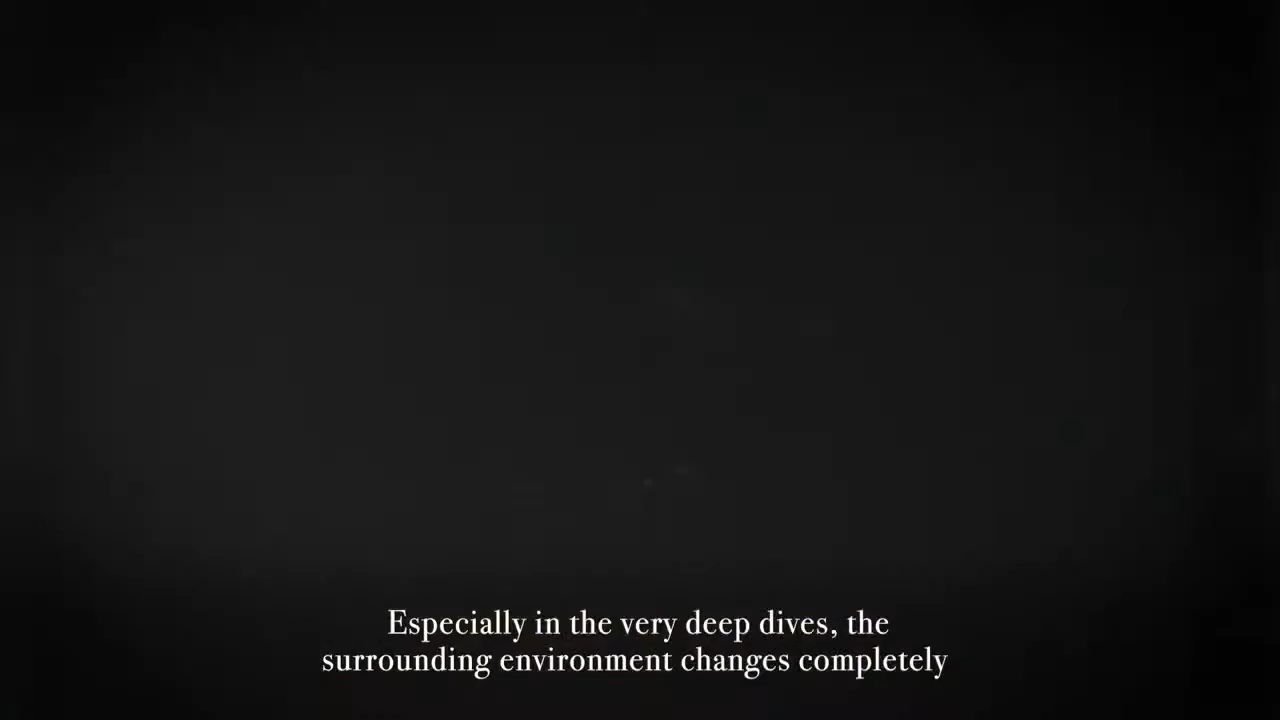 Especially in the very deep dives, the
surrounding environment changes completely